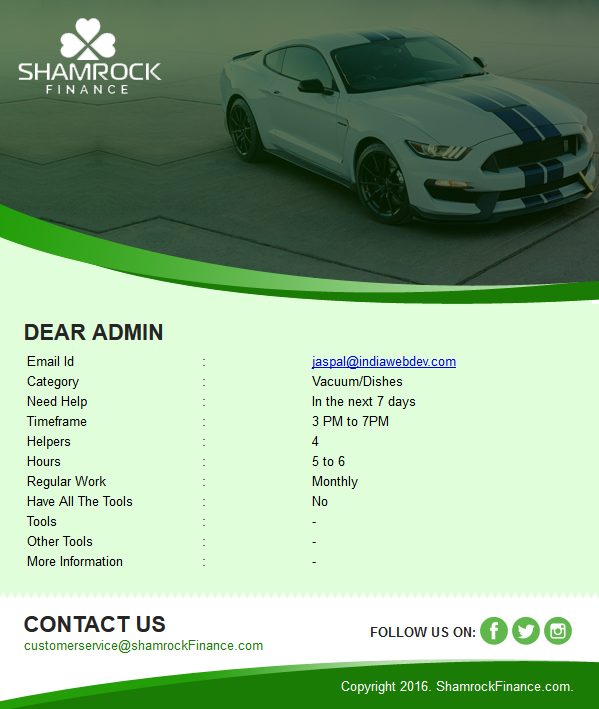 SHAMROCK
FINANCE
DEAR ADMIN
Email Id : jaspal@indiawebdev.com
Category : Vacuum/Dishes
Need Help : In the next 7 days
Timeframe : 3 PM to 7PM
Helpers : 4
Hours : 5 to 6
Regular Work : Monthly
Have All The Tools : No
Tools : -
Other Tools : -
More Information : -
CONTACT US
customerservice@shamrockFinance.com
FOLLOW US ON:
Copyright 2016. ShamrockFinance.com.